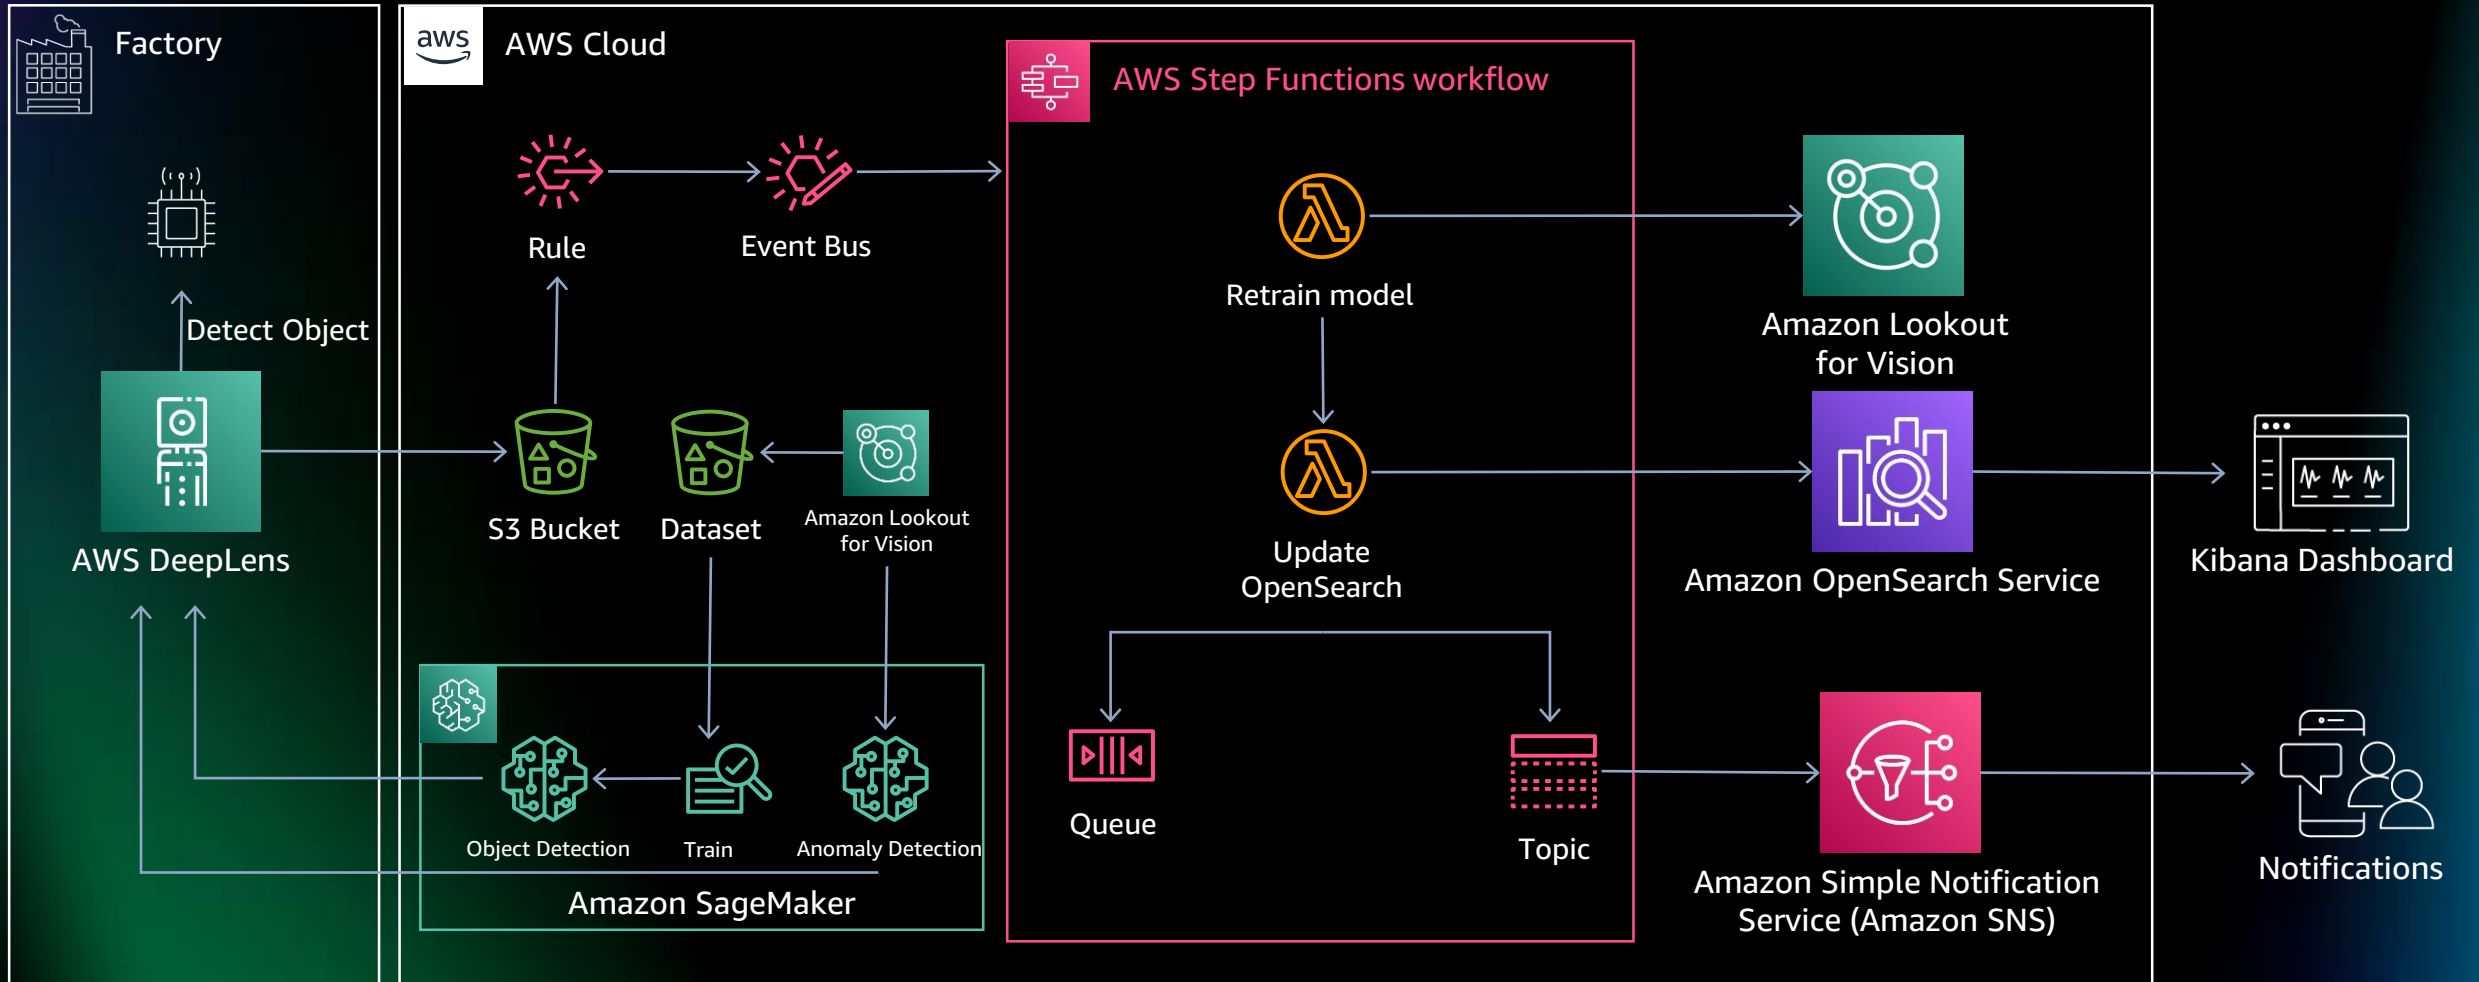 Factory
aws
AWS Cloud
AWS Step Functions workflow
Rule
Event Bus
Retrain model
Amazon Lookout
for Vision
Detect Object
AWS DeepLens
S3 Bucket
Dataset
Amazon Lookout
for Vision
Update
OpenSearch
Amazon OpenSearch Service
Kibana Dashboard
Object Detection
Train
Anomaly Detection
Amazon SageMaker
Queue
Topic
Amazon Simple Notification
Service (Amazon SNS)
Notifications